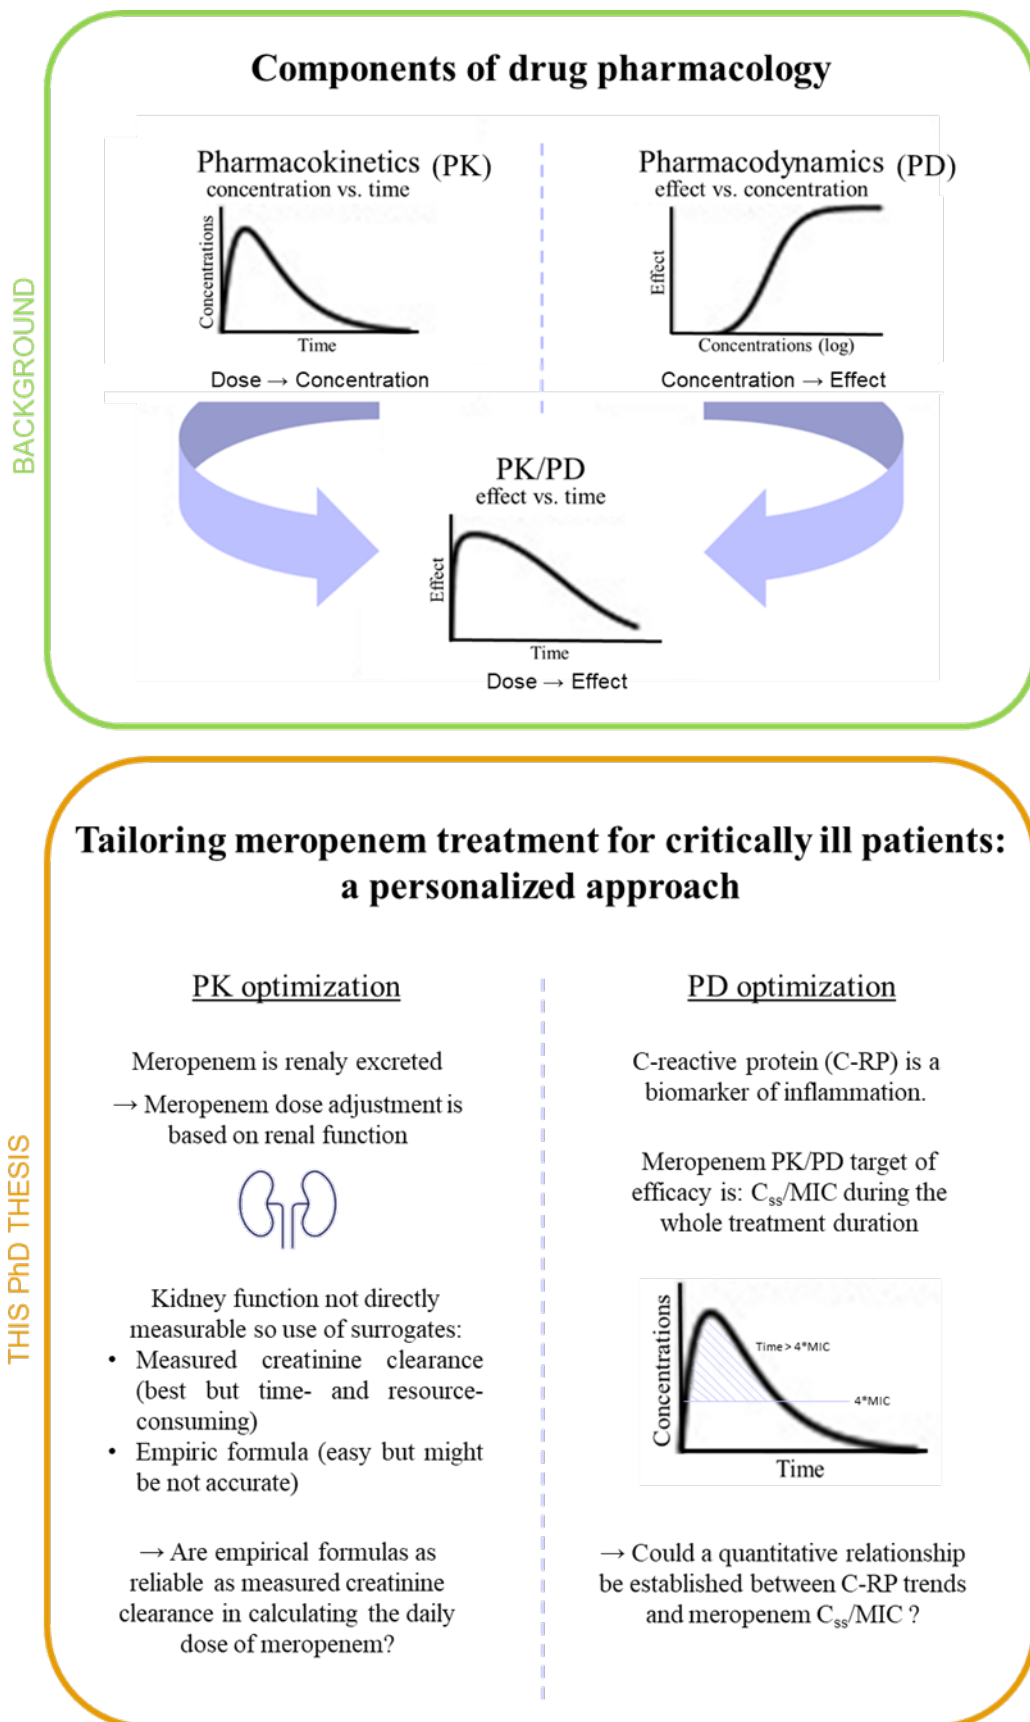 BACKGROUND
Components of drug pharmacology
Pharmacokinetics (PK)
concentration vs. time
Concentrations
Time
Dose → Concentration
Pharmacodynamics (PD)
effect vs. concentration
Effect
Concentrations (log)
Concentration → Effect
PK/PD
effect vs. time
Effect
Time
Dose → Effect
THIS PhD THESIS
Tailoring meropenem treatment for critically ill patients:
a personalized approach
PK optimization
Meropenem is renaly excreted
→ Meropenem dose adjustment is
based on renal function
Kidney function not directly
measurable so use of surrogates:
• Measured creatinine clearance
(best but time- and resource-
consuming)
• Empiric formula (easy but might
be not accurate)
→ Are empirical formulas as
reliable as measured creatinine
clearance in calculating the daily
dose of meropenem?
PD optimization
C-reactive protein (C-RP) is a
biomarker of inflammation.
Meropenem PK/PD target of
efficacy is: Css/MIC during the
whole treatment duration
Concentrations
Time > 4*MIC
4*MIC
Time
→ Could a quantitative relationship
be established between C-RP trends
and meropenem Css/MIC ?